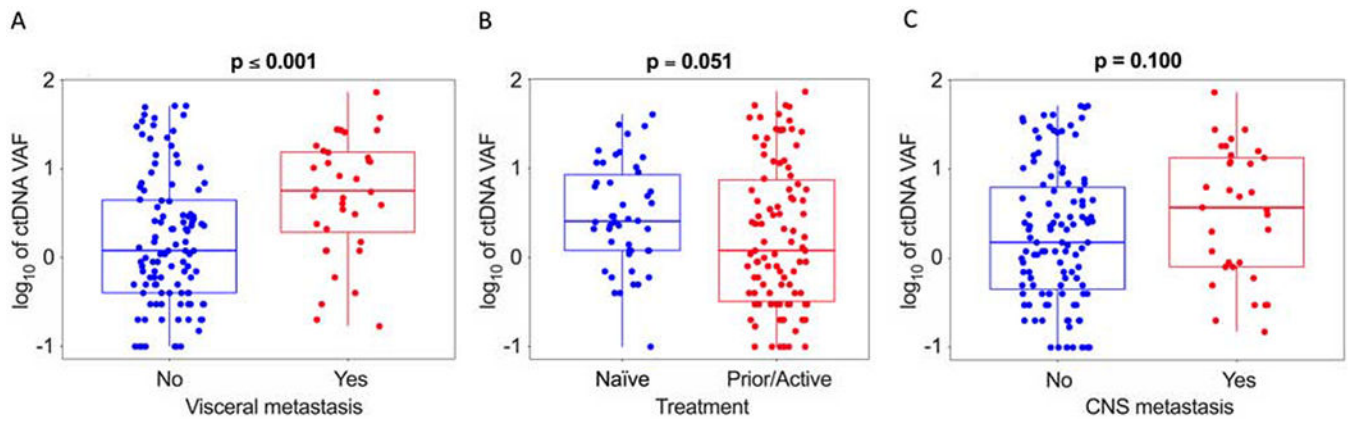 A
p ≤ 0.001
log10 of ctDNA VAF
2
1
0
-1
No Yes
Visceral metastasis
B
p = 0.051
log10 of ctDNA VAF
2
1
0
-1
Naïve Prior/Active
Treatment
C
p = 0.100
log10 of ctDNA VAF
2
1
0
-1
No Yes
CNS metastasis